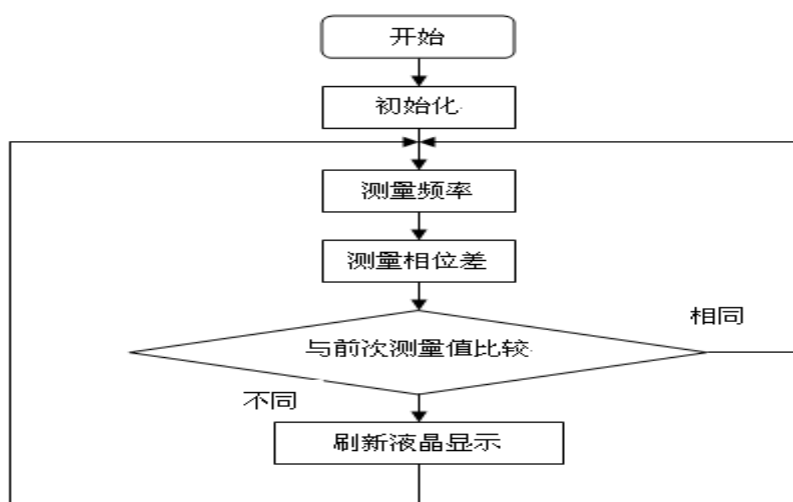 开始
初始化
测量频率
测量相位差
与前次测量值比较
相同
不同
刷新液晶显示